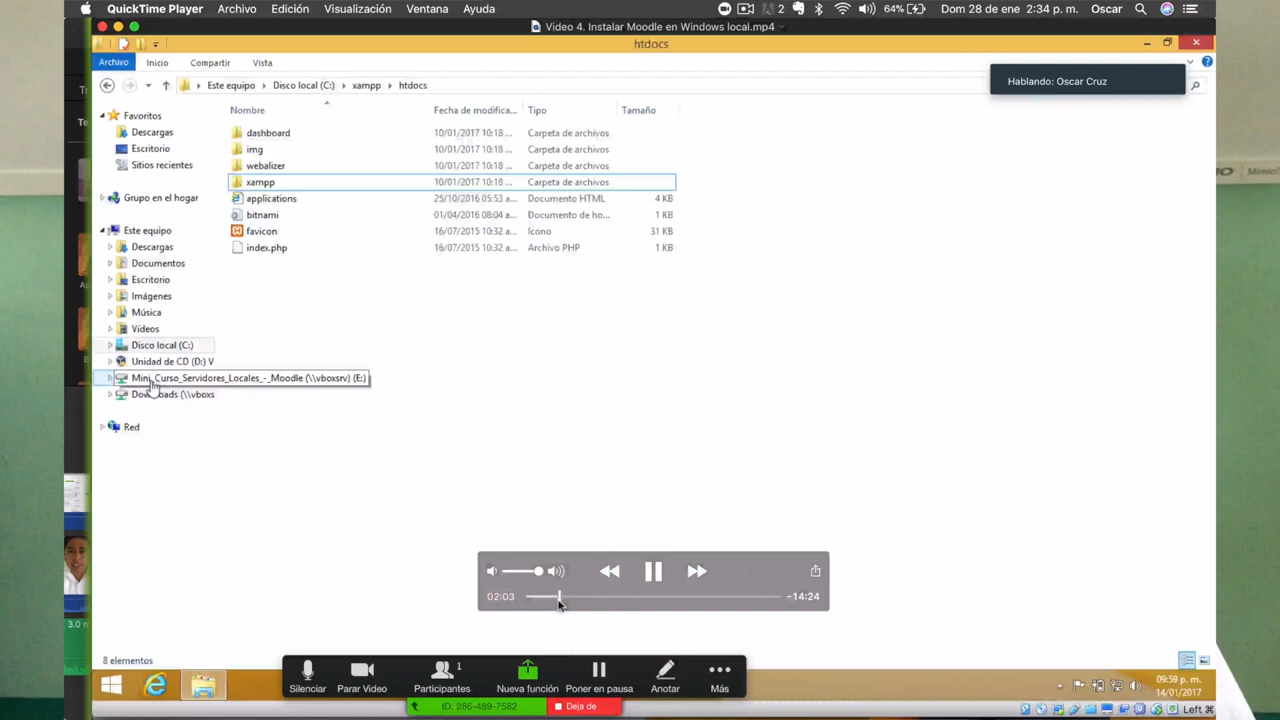 QuickTime Player Archivo Edición Visualización Ventana Ayuda 2 64% Dom 28 de ene 2:34 p. m. Oscar
Video 4. Instalar Moodle en Windows local.mp4
htdocs
Archivo Inicio Compartir Vista
Este equipo Disco local (C:) xampp htdocs
Hablando: Oscar Cruz
Nombre Fecha de modifica... Tipo Tamaño
Favoritos
Descargas
Escritorio
Sitios recientes
Grupo en el hogar
Este equipo
Descargas
Documentos
Escritorio
Imágenes
Música
Vídeos
Disco local (C:)
Unidad de CD (D:) V
Mini_Curso_Servidores_Locales_-_Moodle (\\vboxsrv) (E:)
Downloads (\\vboxs
Red
dashboard 10/01/2017 10:18 ... Carpeta de archivos
img 10/01/2017 10:18 ... Carpeta de archivos
webalizer 10/01/2017 10:18 ... Carpeta de archivos
xampp 10/01/2017 10:18 ... Carpeta de archivos
applications 25/10/2016 05:53 a... Documento HTML 4 KB
bitnami 01/04/2016 08:04 a... Documento de ho... 1 KB
favicon 16/07/2015 10:32 a... Icono 31 KB
index.php 16/07/2015 10:32 a... Archivo PHP 1 KB
02:03 -14:24
8 elementos
Silenciar Parar Video Participantes 1 Nueva función Poner en pausa Anotar Más
ID: 286-489-7582 Deja de
09:59 p. m.
14/01/2017
Left ⌘
3.0